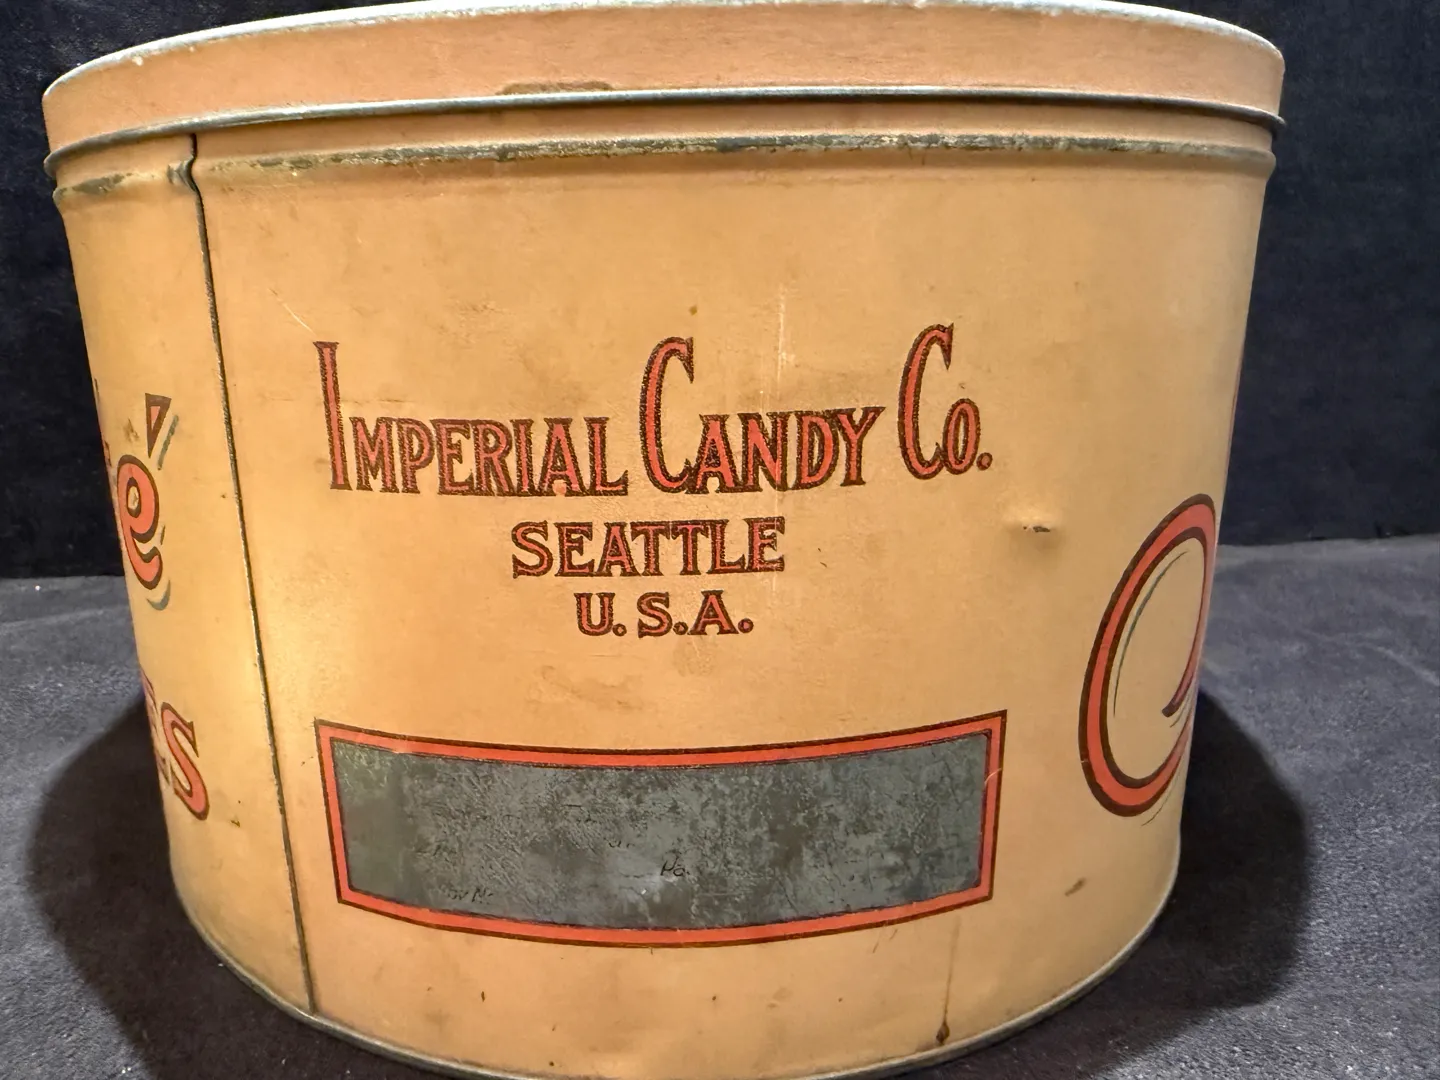 IMPERIAL CANDY CO.
SEATTLE
U.S.A.